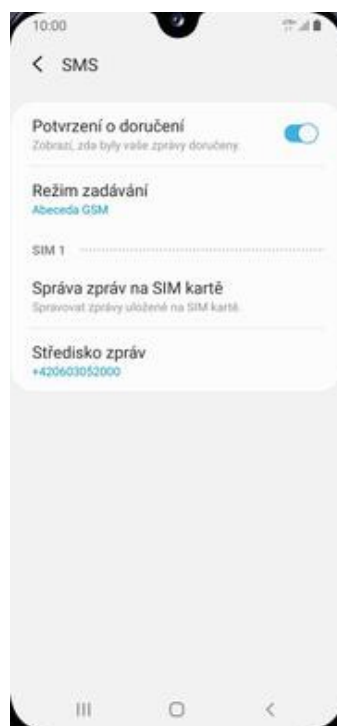 10:00
SMS
Potvrzení o doručení
Zobrazí, zda byly vaše zprávy doručeny.
Režim zadávání
Abeceda GSM
SIM 1
Správa zpráv na SIM kartě
Spravovat zprávy uložené na SIM kartě.
Středisko zpráv
+420603052000